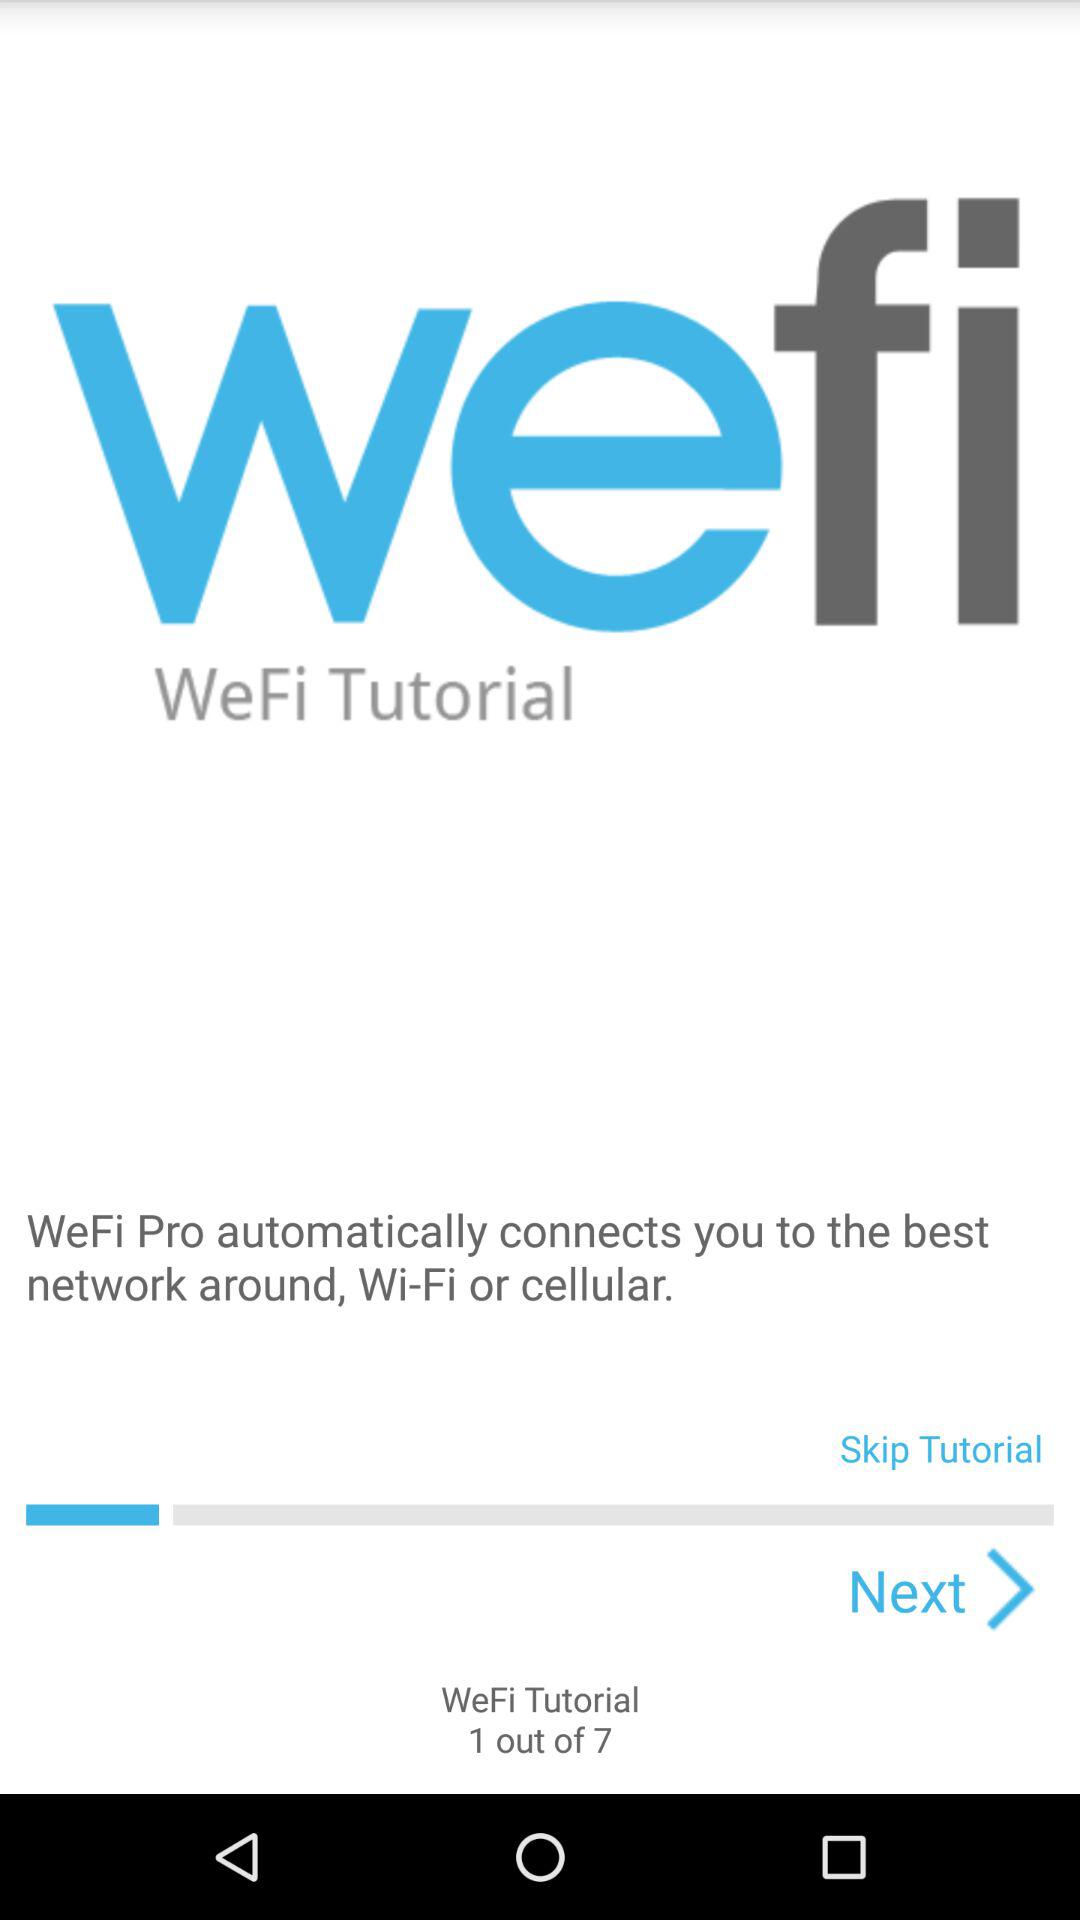 wefi
WeFi Tutorial
WeFi Pro automatically connects you to the best
network around, Wi-Fi or cellular.
Skip Tutorial
Next
WeFi Tutorial
1 out of 7